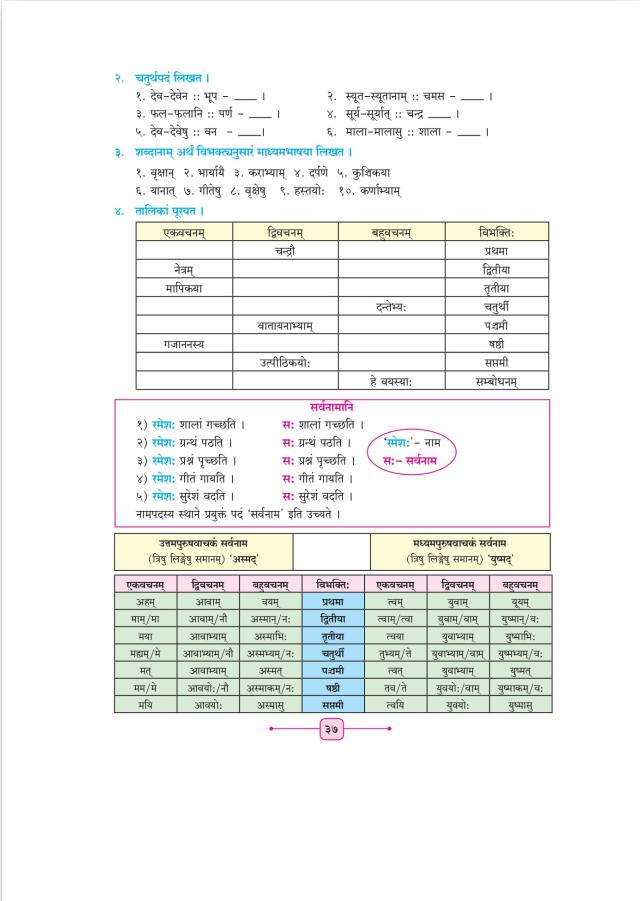 २. चतुर्थपदं लिखत ।
१. देव-देवेन :: भूप - ____ । २. स्यूत-स्यूतानाम् :: चमस - ____ ।
३. फल-फलानि :: पर्ण - ____ । ४. सूर्य-सूर्यात् :: चन्द्र ____ ।
५. देव-देवेषु :: वन - ____। ६. माला-मालासु :: शाला - ____ ।
३. शब्दानाम् अर्थं विभक्त्यनुसारं माध्यमभाषया लिखत ।
१. वृक्षान् २. भार्यायै ३. कराभ्याम् ४. दर्पणे ५. कुञ्चिकया
६. यानात् ७. गीतेषु ८. वृक्षेषु ९. हस्तयोः १०. कर्णाभ्याम्
४. तालिकां पूरयत ।
एकवचनम् द्विवचनम् बहुवचनम् विभक्तिः
चन्द्रौ प्रथमा
नेत्रम् द्वितीया
मापिकया तृतीया
दन्तेभ्यः चतुर्थी
वातायनाभ्याम् पञ्चमी
गजाननस्य षष्ठी
उत्पीठिकयोः सप्तमी
हे वयस्याः सम्बोधनम्
सर्वनामानि
१) रमेशः शालां गच्छति । सः शालां गच्छति ।
२) रमेशः ग्रन्थं पठति । सः ग्रन्थं पठति । 'रमेशः'- नाम
३) रमेशः प्रश्नं पृच्छति । सः प्रश्नं पृच्छति । सः- सर्वनाम
४) रमेशः गीतं गायति । सः गीतं गायति ।
५) रमेशः सुरेशं वदति । सः सुरेशं वदति ।
नामपदस्य स्थाने प्रयुक्तं पदं 'सर्वनाम' इति उच्यते ।
उत्तमपुरुषवाचकं सर्वनाम मध्यमपुरुषवाचकं सर्वनाम
(त्रिषु लिङ्गेषु समानम्) 'अस्मद्' (त्रिषु लिङ्गेषु समानम्) 'युष्मद्'
एकवचनम् द्विवचनम् बहुवचनम् विभक्तिः एकवचनम् द्विवचनम् बहुवचनम्
अहम् आवाम् वयम् प्रथमा त्वम् युवाम् यूयम्
माम्/मा आवाम्/नौ अस्मान्/नः द्वितीया त्वाम्/त्वा युवाम्/वाम् युष्मान्/वः
मया आवाभ्याम् अस्माभिः तृतीया त्वया युवाभ्याम् युष्माभिः
मह्यम्/मे आवाभ्याम्/नौ अस्मभ्यम्/नः चतुर्थी तुभ्यम्/ते युवाभ्याम्/वाम् युष्मभ्यम्/वः
मत् आवाभ्याम् अस्मत् पञ्चमी त्वत् युवाभ्याम् युष्मत्
मम/मे आवयोः/नौ अस्माकम्/नः षष्ठी तव/ते युवयोः/वाम् युष्माकम्/वः
मयि आवयोः अस्मासु सप्तमी त्वयि युवयोः युष्मासु
३७